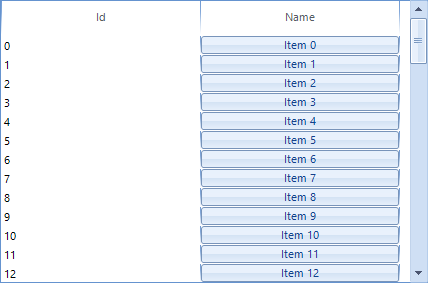 Id Name
0 Item 0
1 Item 1
2 Item 2
3 Item 3
4 Item 4
5 Item 5
6 Item 6
7 Item 7
8 Item 8
9 Item 9
10 Item 10
11 Item 11
12 Item 12